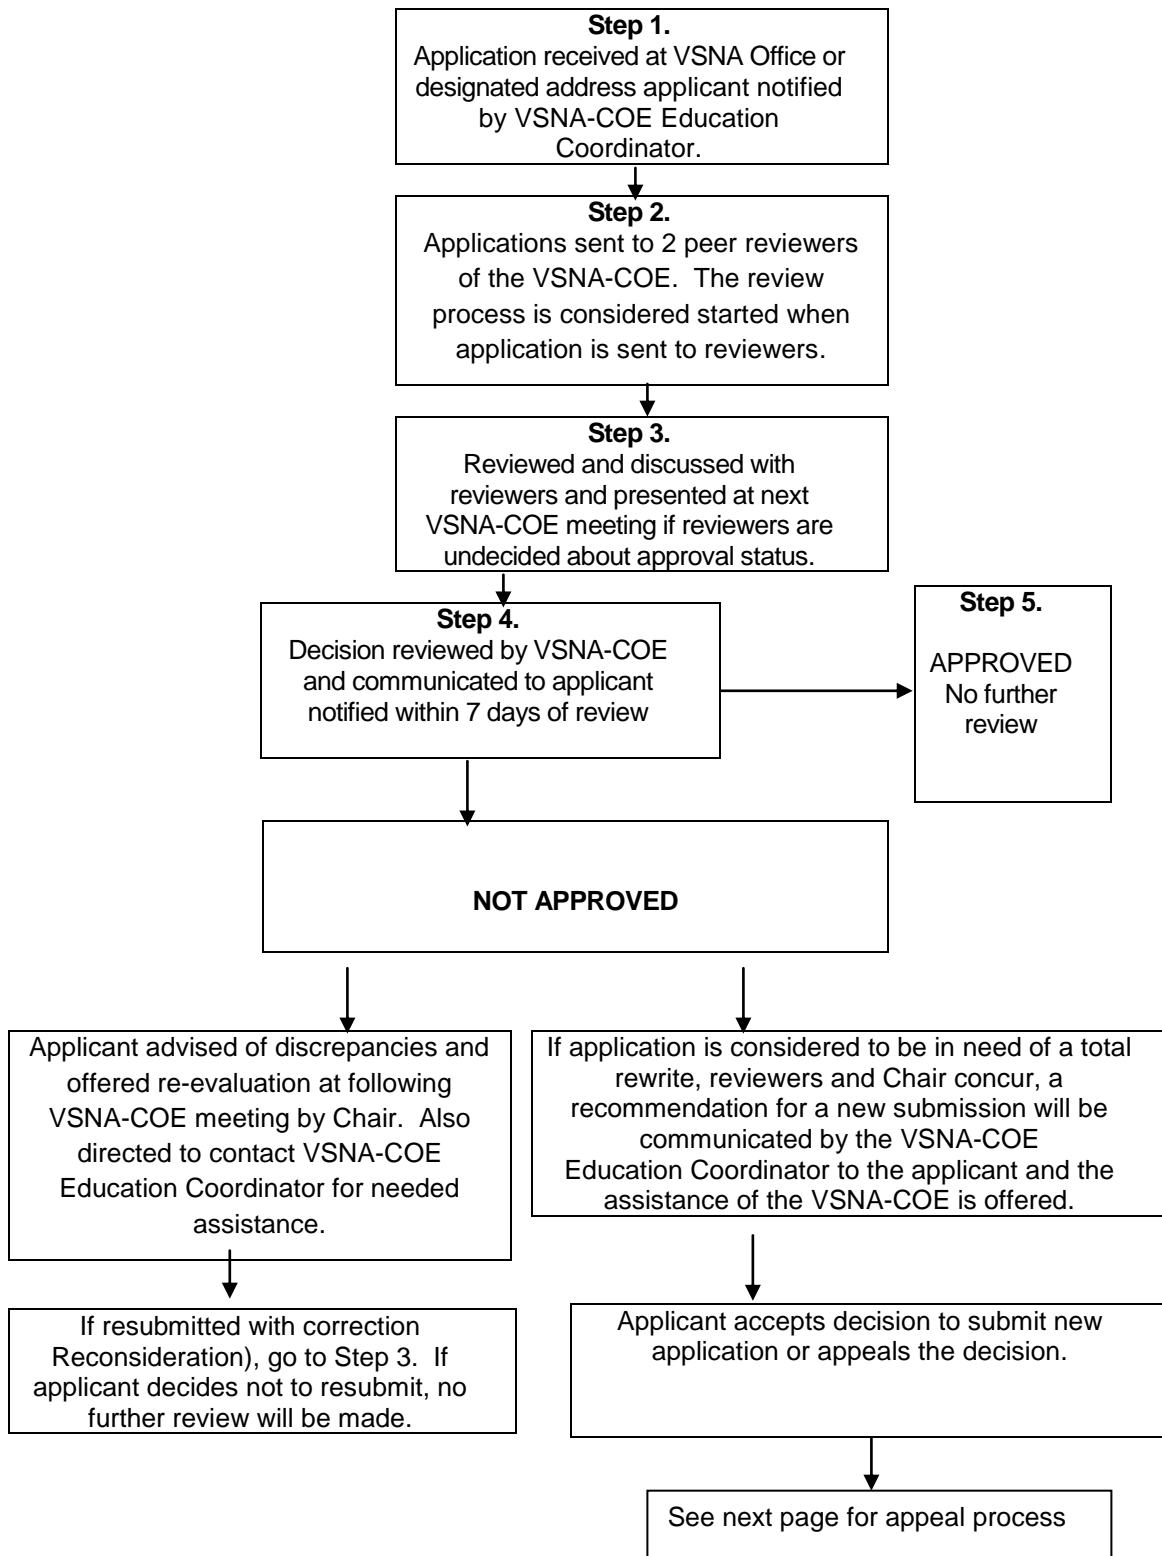 Step 1.
Application received at VSNA Office or
designated address applicant notified
by VSNA-COE Education
Coordinator.
Step 2.
Applications sent to 2 peer reviewers
of the VSNA-COE. The review
process is considered started when
application is sent to reviewers.
Step 3.
Reviewed and discussed with
reviewers and presented at next
VSNA-COE meeting if reviewers are
undecided about approval status.
Step 4.
Decision reviewed by VSNA-COE
and communicated to applicant
notified within 7 days of review
Step 5.
APPROVED
No further
review
NOT APPROVED
Applicant advised of discrepancies and
offered re-evaluation at following
VSNA-COE meeting by Chair. Also
directed to contact VSNA-COE
Education Coordinator for needed
assistance.
If application is considered to be in need of a total
rewrite, reviewers and Chair concur, a
recommendation for a new submission will be
communicated by the VSNA-COE
Education Coordinator to the applicant and the
assistance of the VSNA-COE is offered.
If resubmitted with correction
Reconsideration), go to Step 3. If
applicant decides not to resubmit, no
further review will be made.
Applicant accepts decision to submit new
application or appeals the decision.
See next page for appeal process